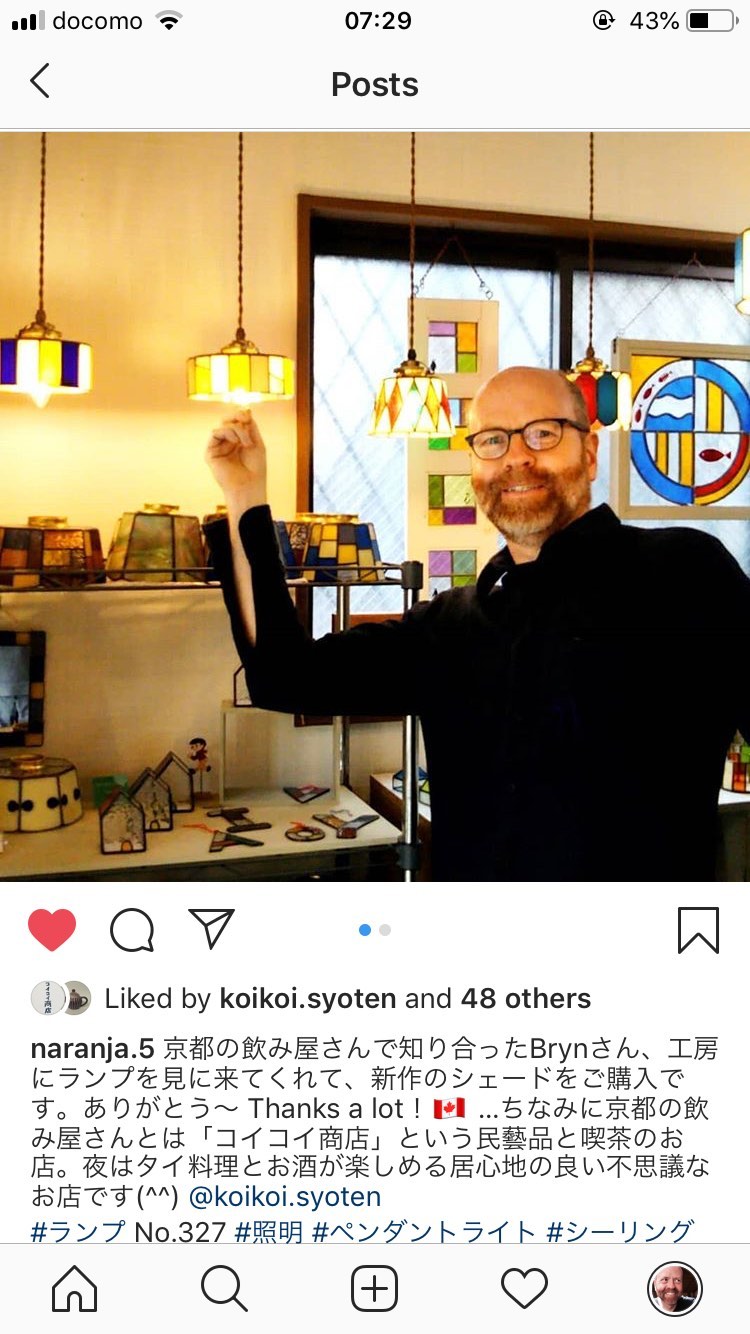 docomo 07:29 43%
Posts
Liked by koikoi.syoten and 48 others
naranja.5 京都の飲み屋さんで知り合ったBrynさん、工房
にランプを見に来てくれて、新作のシェードをご購入で
す。ありがとう〜 Thanks a lot！🇨🇦 ...ちなみに京都の飲
み屋さんとは「コイコイ商店」という民藝品と喫茶のお
店。夜はタイ料理とお酒が楽しめる居心地の良い不思議な
お店です(^^) @koikoi.syoten
#ランプ No.327 #照明 #ペンダントライト #シーリング